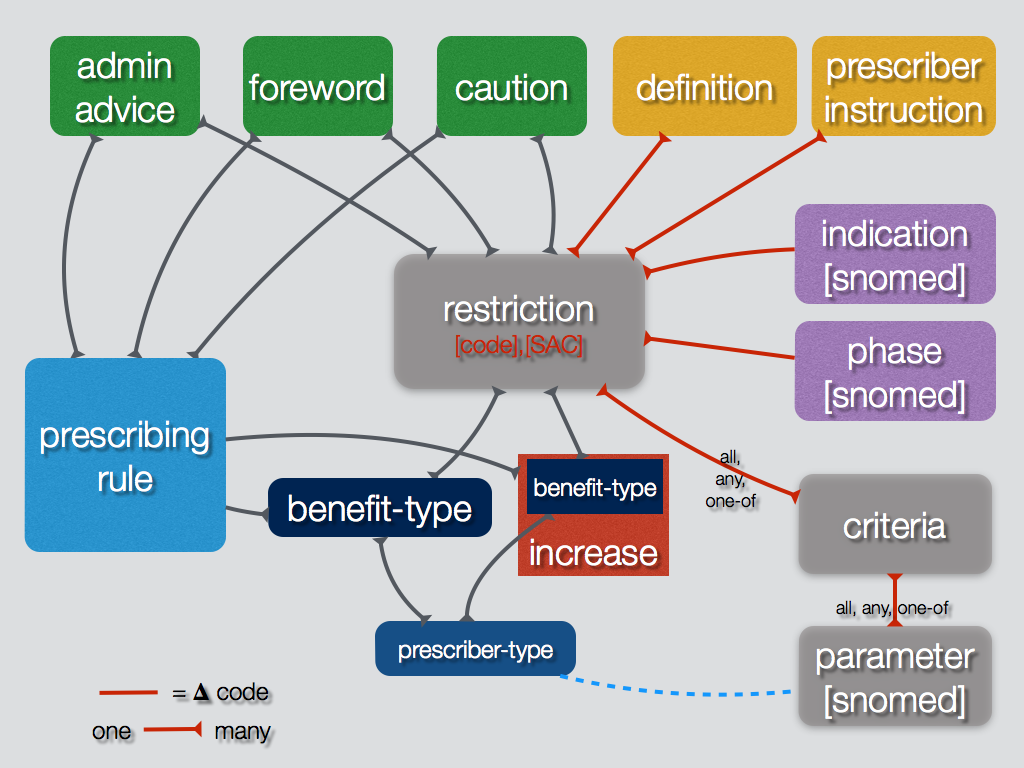 admin
advice
foreword
caution
definition
prescriber
instruction
indication
[snomed]
restriction
[code],[SAC]
phase
[snomed]
prescribing
rule
all,
any,
one-of
benefit-type
benefit-type
increase
criteria
all, any, one-of
prescriber-type
parameter
[snomed]
= Δ code
one many